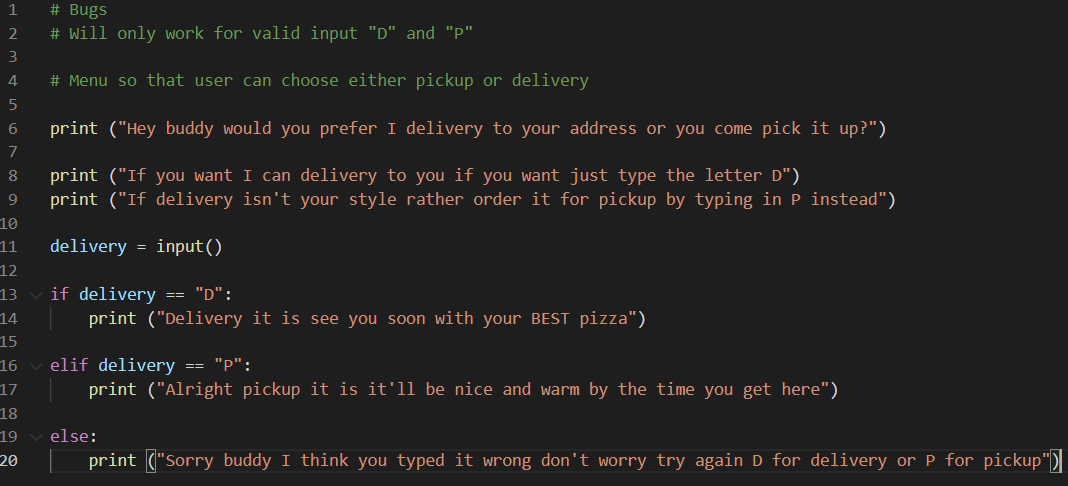 1 # Bugs
2 # Will only work for valid input "D" and "P"
3
4 # Menu so that user can choose either pickup or delivery
5
6 print ("Hey buddy would you prefer I delivery to your address or you come pick it up?")
7
8 print ("If you want I can delivery to you if you want just type the letter D")
9 print ("If delivery isn't your style rather order it for pickup by typing in P instead")
10
11 delivery = input()
12
13 if delivery == "D":
14     print ("Delivery it is see you soon with your BEST pizza")
15
16 elif delivery == "P":
17     print ("Alright pickup it is it'll be nice and warm by the time you get here")
18
19 else:
20     print ("Sorry buddy I think you typed it wrong don't worry try again D for delivery or P for pickup")